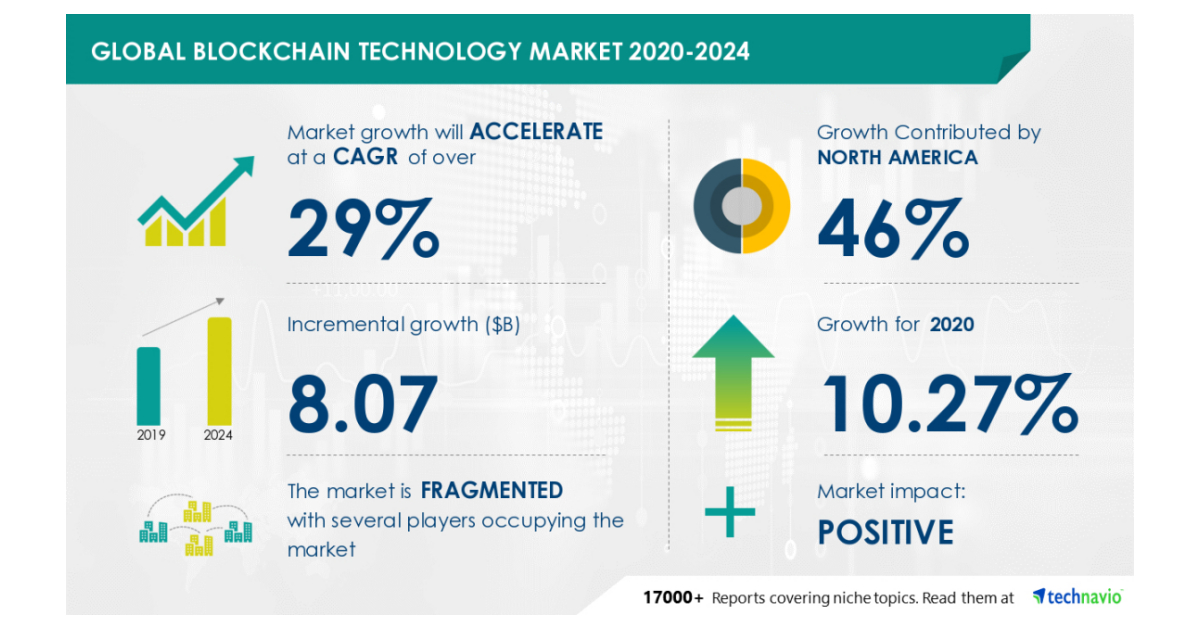 GLOBAL BLOCKCHAIN TECHNOLOGY MARKET 2020-2024
Market growth will ACCELERATE
at a CAGR of over
29%
Incremental growth ($B)
8.07
2019 2024
The market is FRAGMENTED
with several players occupying the
market
Growth Contributed by
NORTH AMERICA
46%
Growth for 2020
10.27%
Market impact:
POSITIVE
17000+ Reports covering niche topics. Read them at technavio